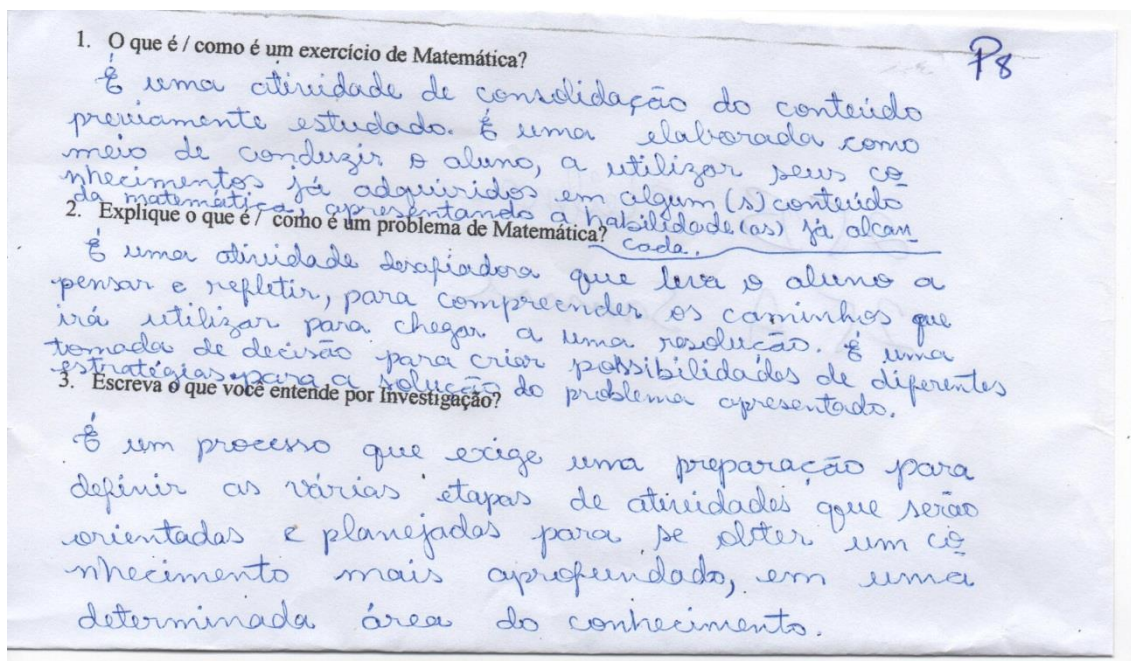 1. O que é / como é um exercício de Matemática?
P8
É uma atividade de consolidação do conteúdo
previamente estudado. É uma elaborada como
meio de conduzir o aluno, a utilizar seus co
nhecimentos já adquiridos em algum (s) conteúdo
da matemática, apresentando a habilidade (as) já alcan
cada.
2. Explique o que é / como é um problema de Matemática?
É uma atividade desafiadora que leva o aluno a
pensar e refletir, para compreender os caminhos que
irá utilizar para chegar a uma resolução. É uma
tomada de decisão para criar possibilidades de diferentes
estratégias para a solução do problema apresentado.
3. Escreva o que você entende por Investigação?
É um processo que exige uma preparação para
definir as várias etapas de atividades que serão
orientadas e planejadas para se obter um co
nhecimento mais aprofundado, em uma
determinada área do conhecimento.